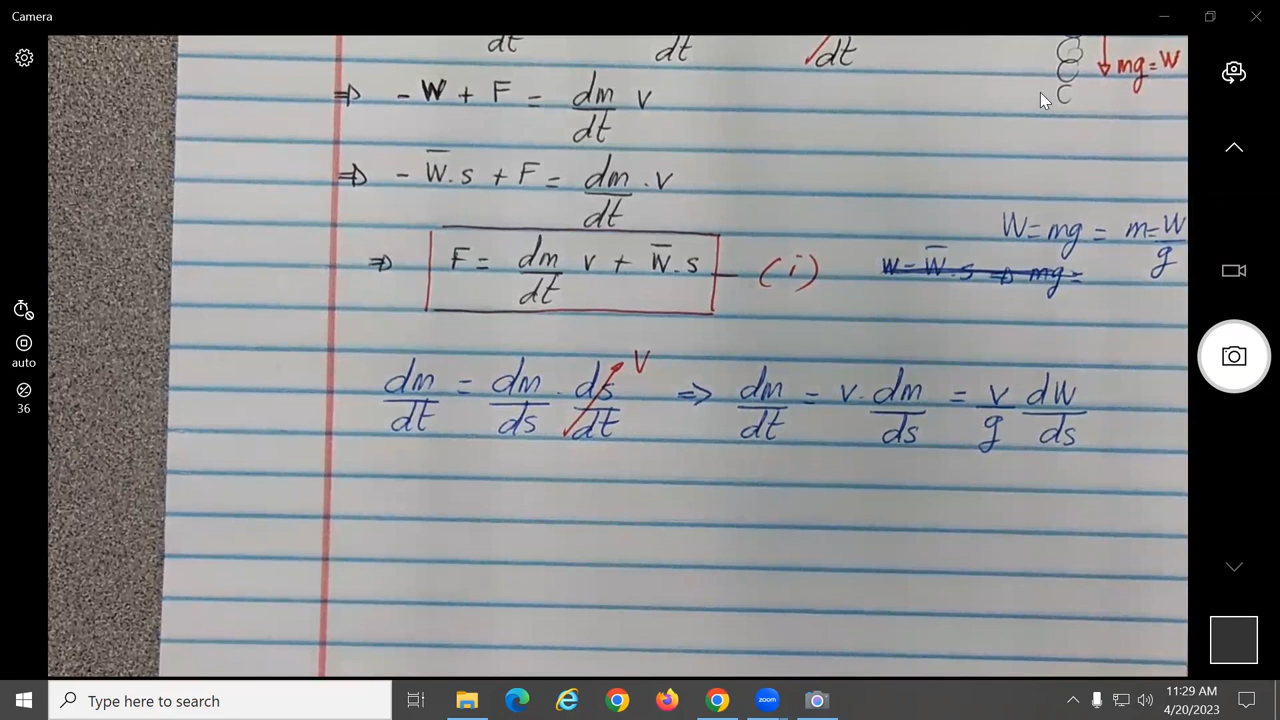 Camera
dt dt dt
mg = W
⇒ - W + F = dm/dt v
⇒ - W̅.s + F = dm/dt . v
W = mg = m = W/g
⇒ F = dm/dt v + W̅.s — (i)
w = W̅.s ⇒ mg =
dm/dt = dm/ds . ds/dt v ⇒ dm/dt = v. dm/ds = v/g dW/ds
auto
36
Type here to search
zoom
11:29 AM
4/20/2023